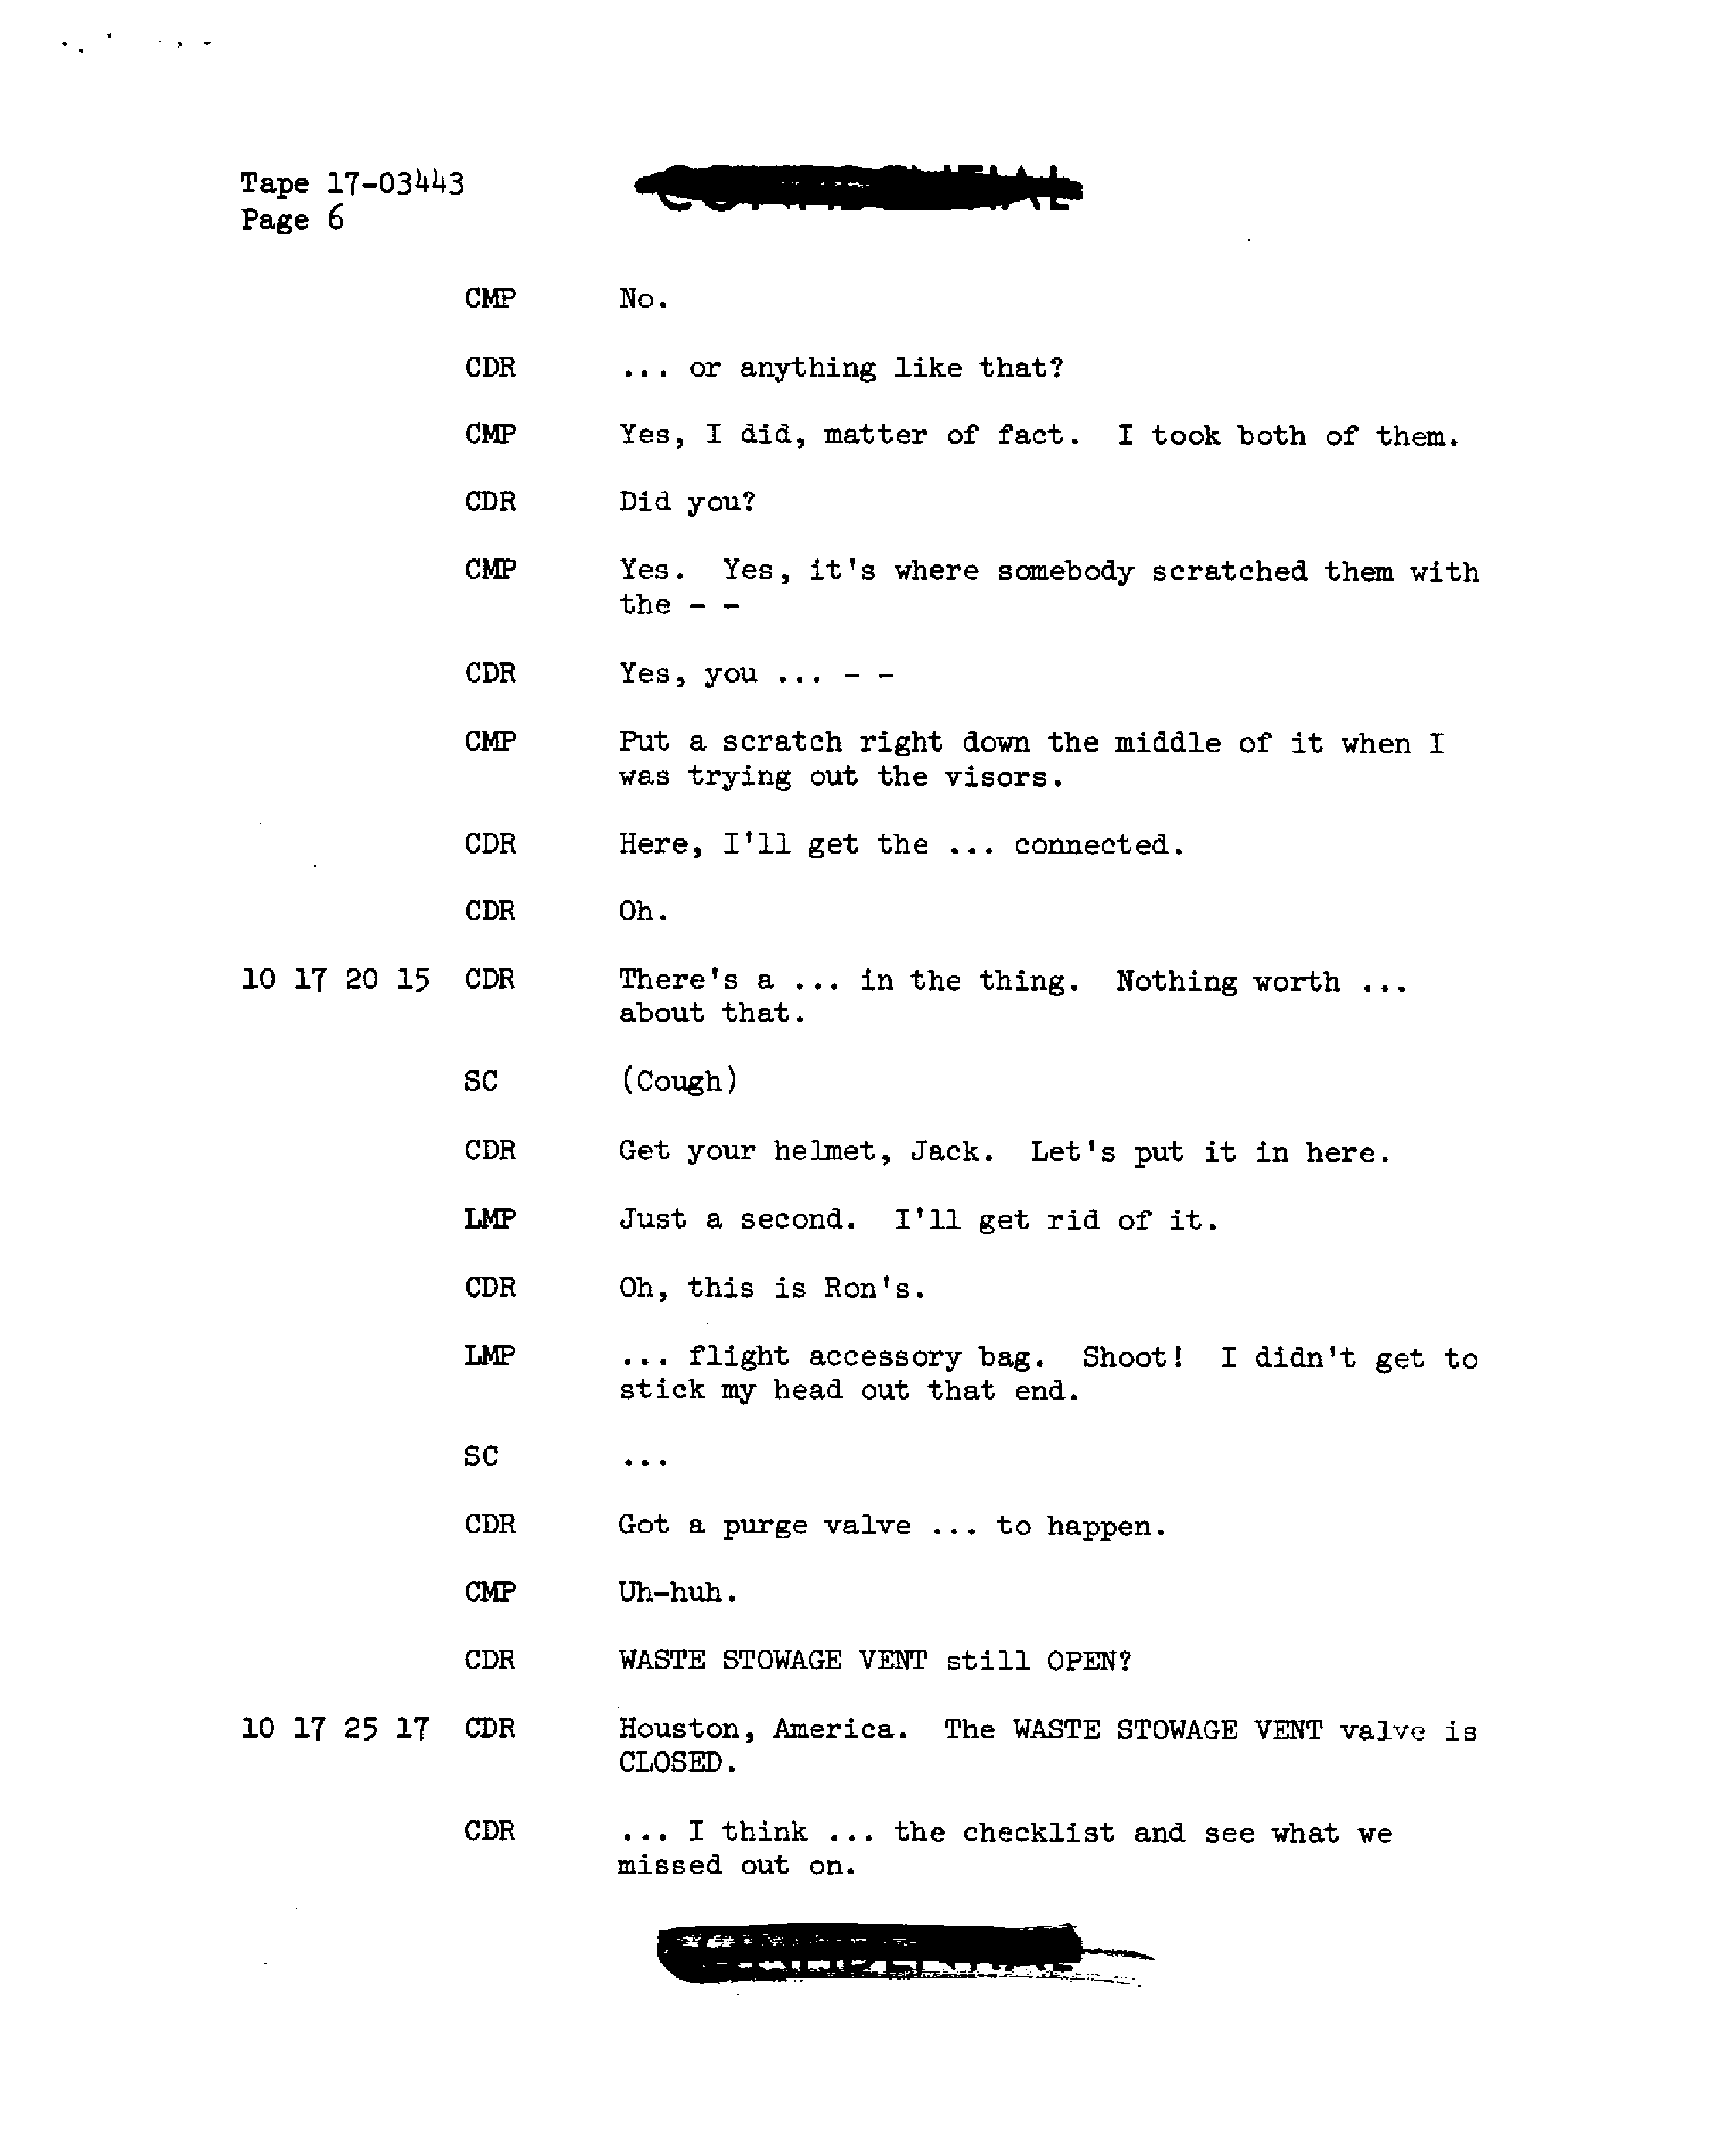 Tape 17-03443
Page 6
CMP No.
CDR ... or anything like that?
CMP Yes, I did, matter of fact. I took both of them.
CDR Did you?
CMP Yes. Yes, it's where somebody scratched them with
the - -
CDR Yes, you ... - -
CMP Put a scratch right down the middle of it when I
was trying out the visors.
CDR Here, I'll get the ... connected.
CDR Oh.
10 17 20 15 CDR There's a ... in the thing. Nothing worth ...
about that.
SC (Cough)
CDR Get your helmet, Jack. Let's put it in here.
LMP Just a second. I'll get rid of it.
CDR Oh, this is Ron's.
LMP ... flight accessory bag. Shoot! I didn't get to
stick my head out that end.
SC ...
CDR Got a purge valve ... to happen.
CMP Uh-huh.
CDR WASTE STOWAGE VENT still OPEN?
10 17 25 17 CDR Houston, America. The WASTE STOWAGE VENT valve is
CLOSED.
CDR ... I think ... the checklist and see what we
missed out on.